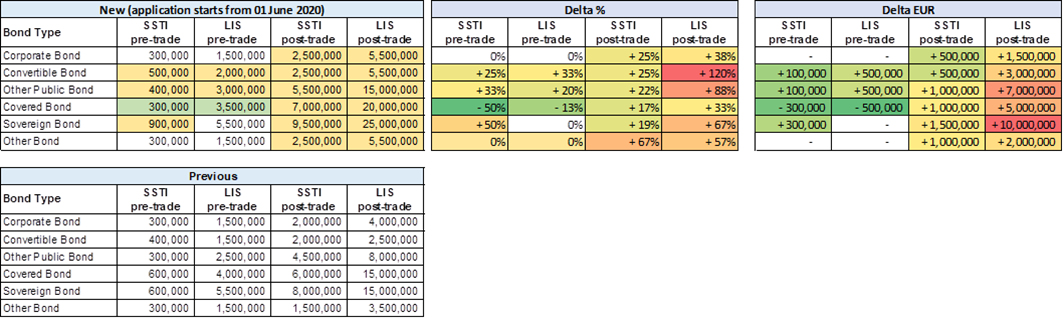 New (application starts from 01 June 2020) Delta % Delta EUR
Bond Type SSTI pre-trade LIS pre-trade SSTI post-trade LIS post-trade SSTI pre-trade LIS pre-trade SSTI post-trade LIS post-trade SSTI pre-trade LIS pre-trade SSTI post-trade LIS post-trade
Corporate Bond 300,000 1,500,000 2,500,000 5,500,000 0% 0% + 25% + 38% - - + 500,000 + 1,500,000
Convertible Bond 500,000 2,000,000 2,500,000 5,500,000 + 25% + 33% + 25% + 120% + 100,000 + 500,000 + 500,000 + 3,000,000
Other Public Bond 400,000 3,000,000 5,500,000 15,000,000 + 33% + 20% + 22% + 88% + 100,000 + 500,000 + 1,000,000 + 7,000,000
Covered Bond 300,000 3,500,000 7,000,000 20,000,000 - 50% - 13% + 17% + 33% - 300,000 - 500,000 + 1,000,000 + 5,000,000
Sovereign Bond 900,000 5,500,000 9,500,000 25,000,000 + 50% 0% + 19% + 67% + 300,000 - + 1,500,000 + 10,000,000
Other Bond 300,000 1,500,000 2,500,000 5,500,000 0% 0% + 67% + 57% - - + 1,000,000 + 2,000,000
Previous
Bond Type SSTI pre-trade LIS pre-trade SSTI post-trade LIS post-trade
Corporate Bond 300,000 1,500,000 2,000,000 4,000,000
Convertible Bond 400,000 1,500,000 2,000,000 2,500,000
Other Public Bond 300,000 2,500,000 4,500,000 8,000,000
Covered Bond 600,000 4,000,000 6,000,000 15,000,000
Sovereign Bond 600,000 5,500,000 8,000,000 15,000,000
Other Bond 300,000 1,500,000 1,500,000 3,500,000